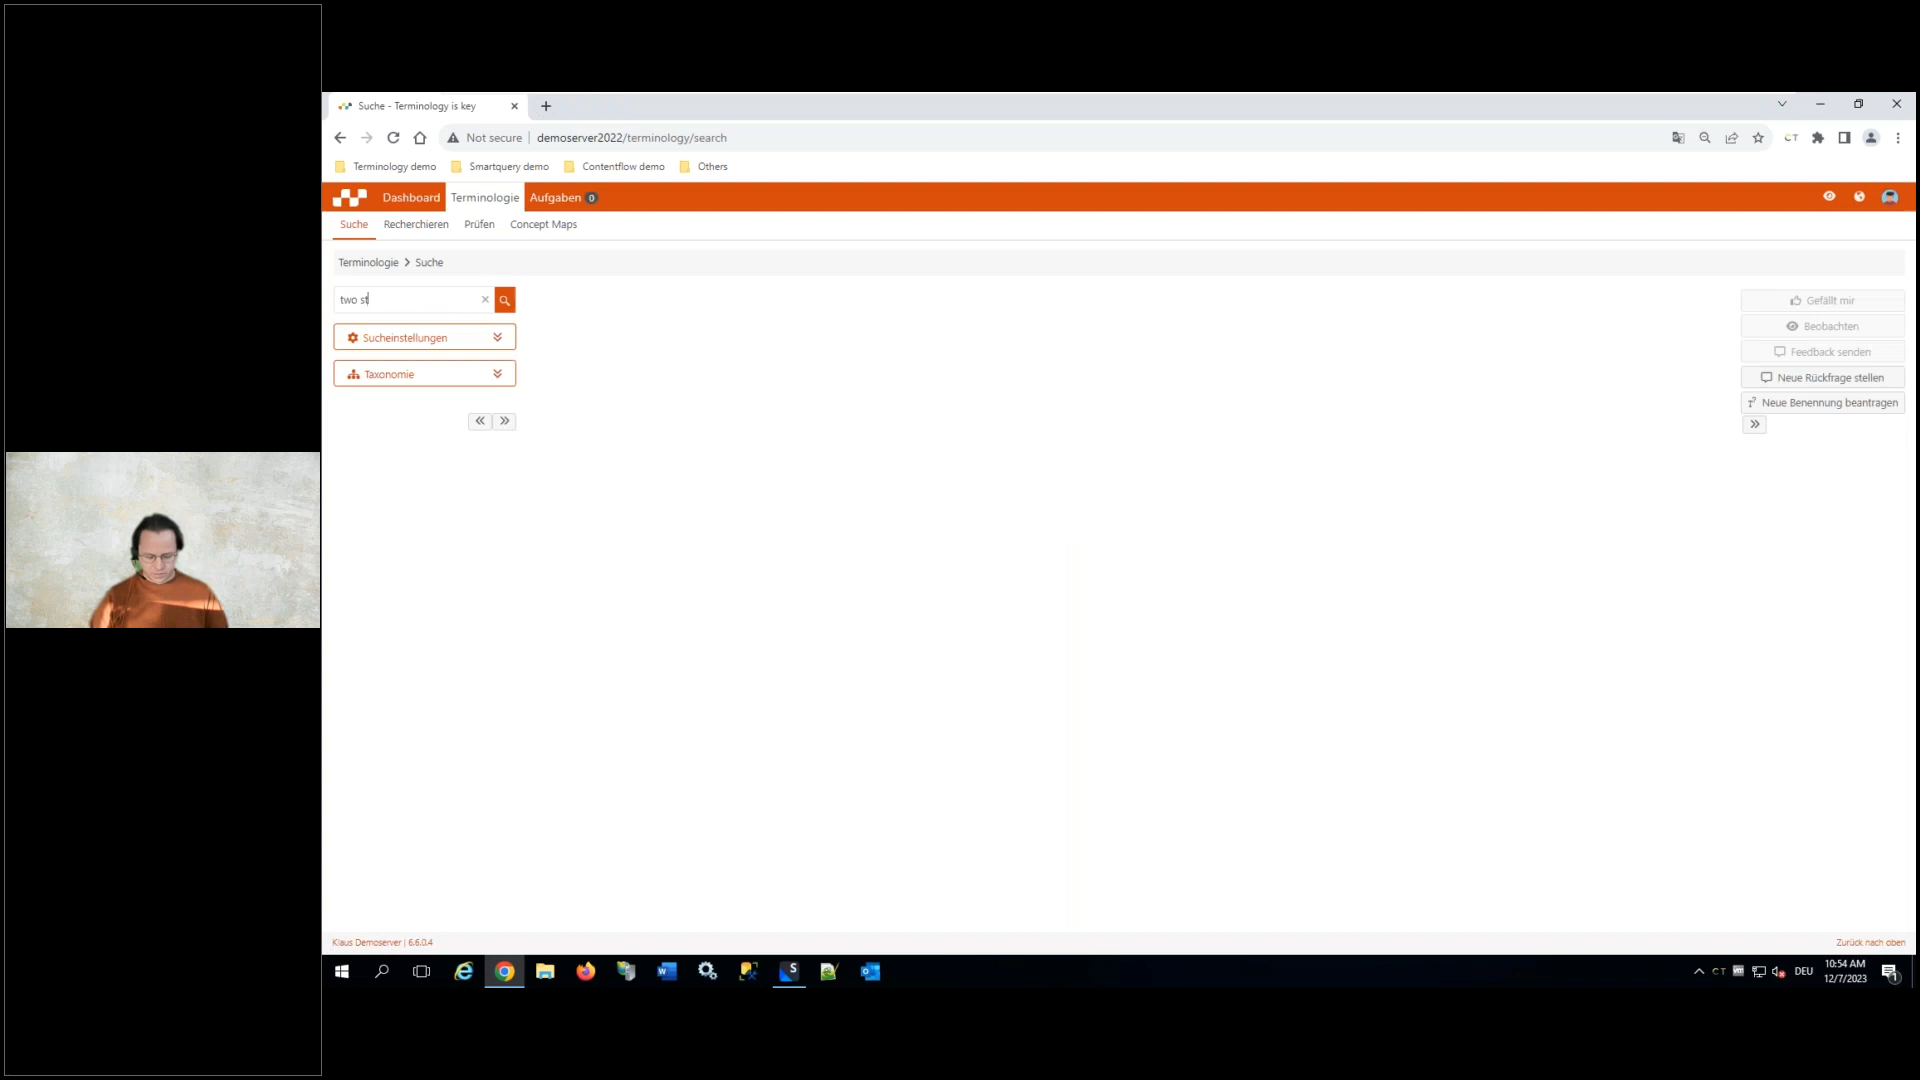 Suche - Terminology is key
Not secure demoserver2022/terminology/search
CT
Terminology demo Smartquery demo Contentflow demo Others
Dashboard Terminologie Aufgaben 0
Suche Recherchieren Prüfen Concept Maps
Terminologie > Suche
two st
Sucheinstellungen
Taxonomie
Gefällt mir
Beobachten
Feedback senden
Neue Rückfrage stellen
Neue Benennung beantragen
Klaus Demoserver | 6.6.0.4
Zurück nach oben
CT DEU 10:54 AM
12/7/2023
1